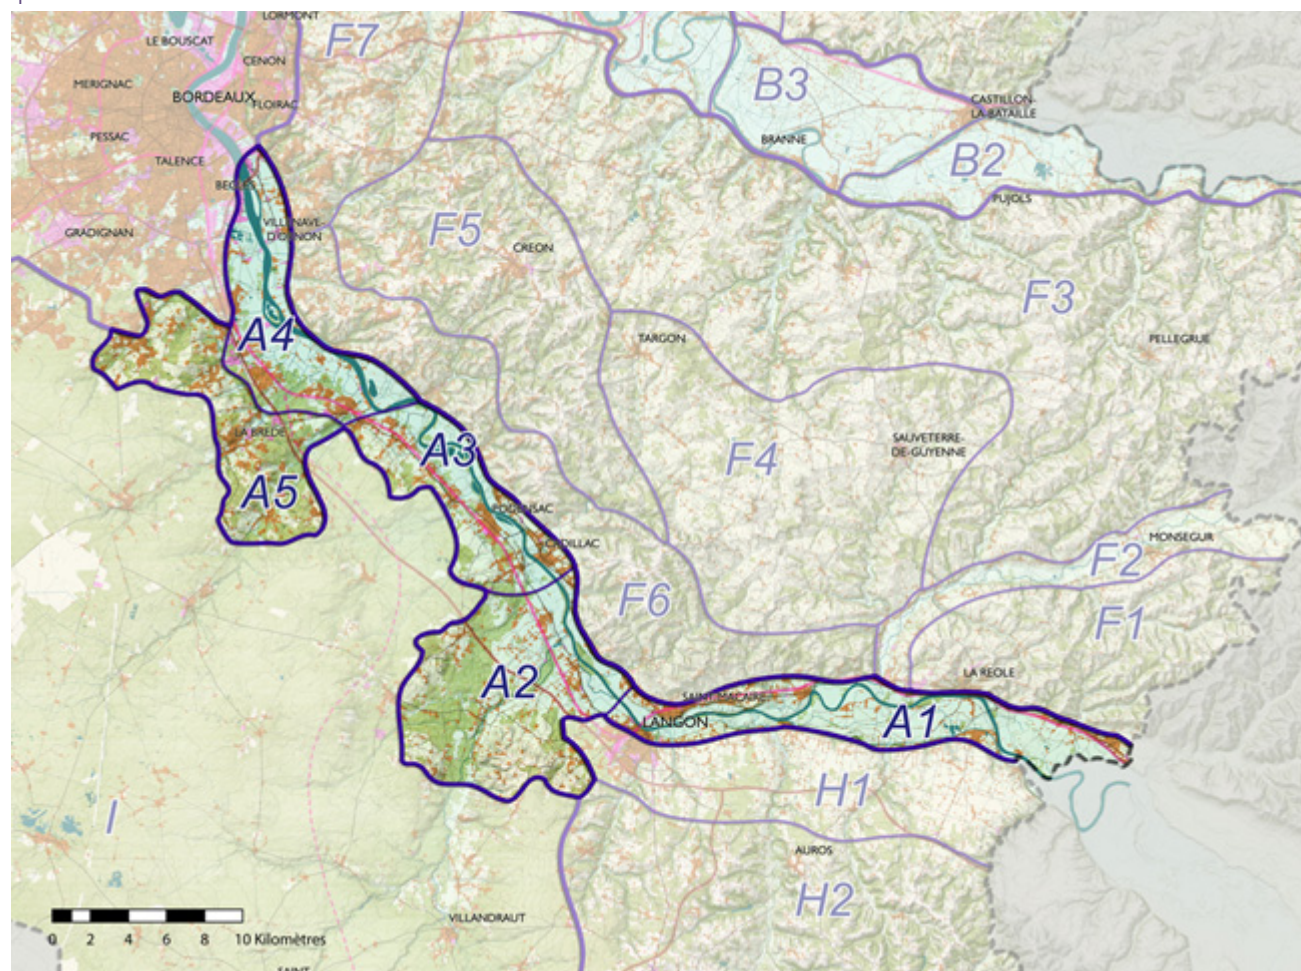 LORMONT
LE BOUSCAT
F7
CENON
MERIGNAC
B3
BORDEAUX
FLOIRAC
CASTILLON-
LA-BATAILLE
PESSAC
BRANNE
TALENCE
B2
BEGLES
PUJOLS
VILLENAVE-
D'ORNON
GRADIGNAN
F5
CREON
F3
A4
TARGON
PELLEGRUE
LA BREDE
A3
SAUVETERRE-
DE-GUYENNE
F4
A5
PODENSAC
CADILLAC
MONSEGUR
F2
F6
F1
LA REOLE
A2
SAINT-MACAIRE
LANGON
A1
H1
I
AUROS
H2
VILLANDRAUT
0 2 4 6 8 10 Kilomètres
SAINT